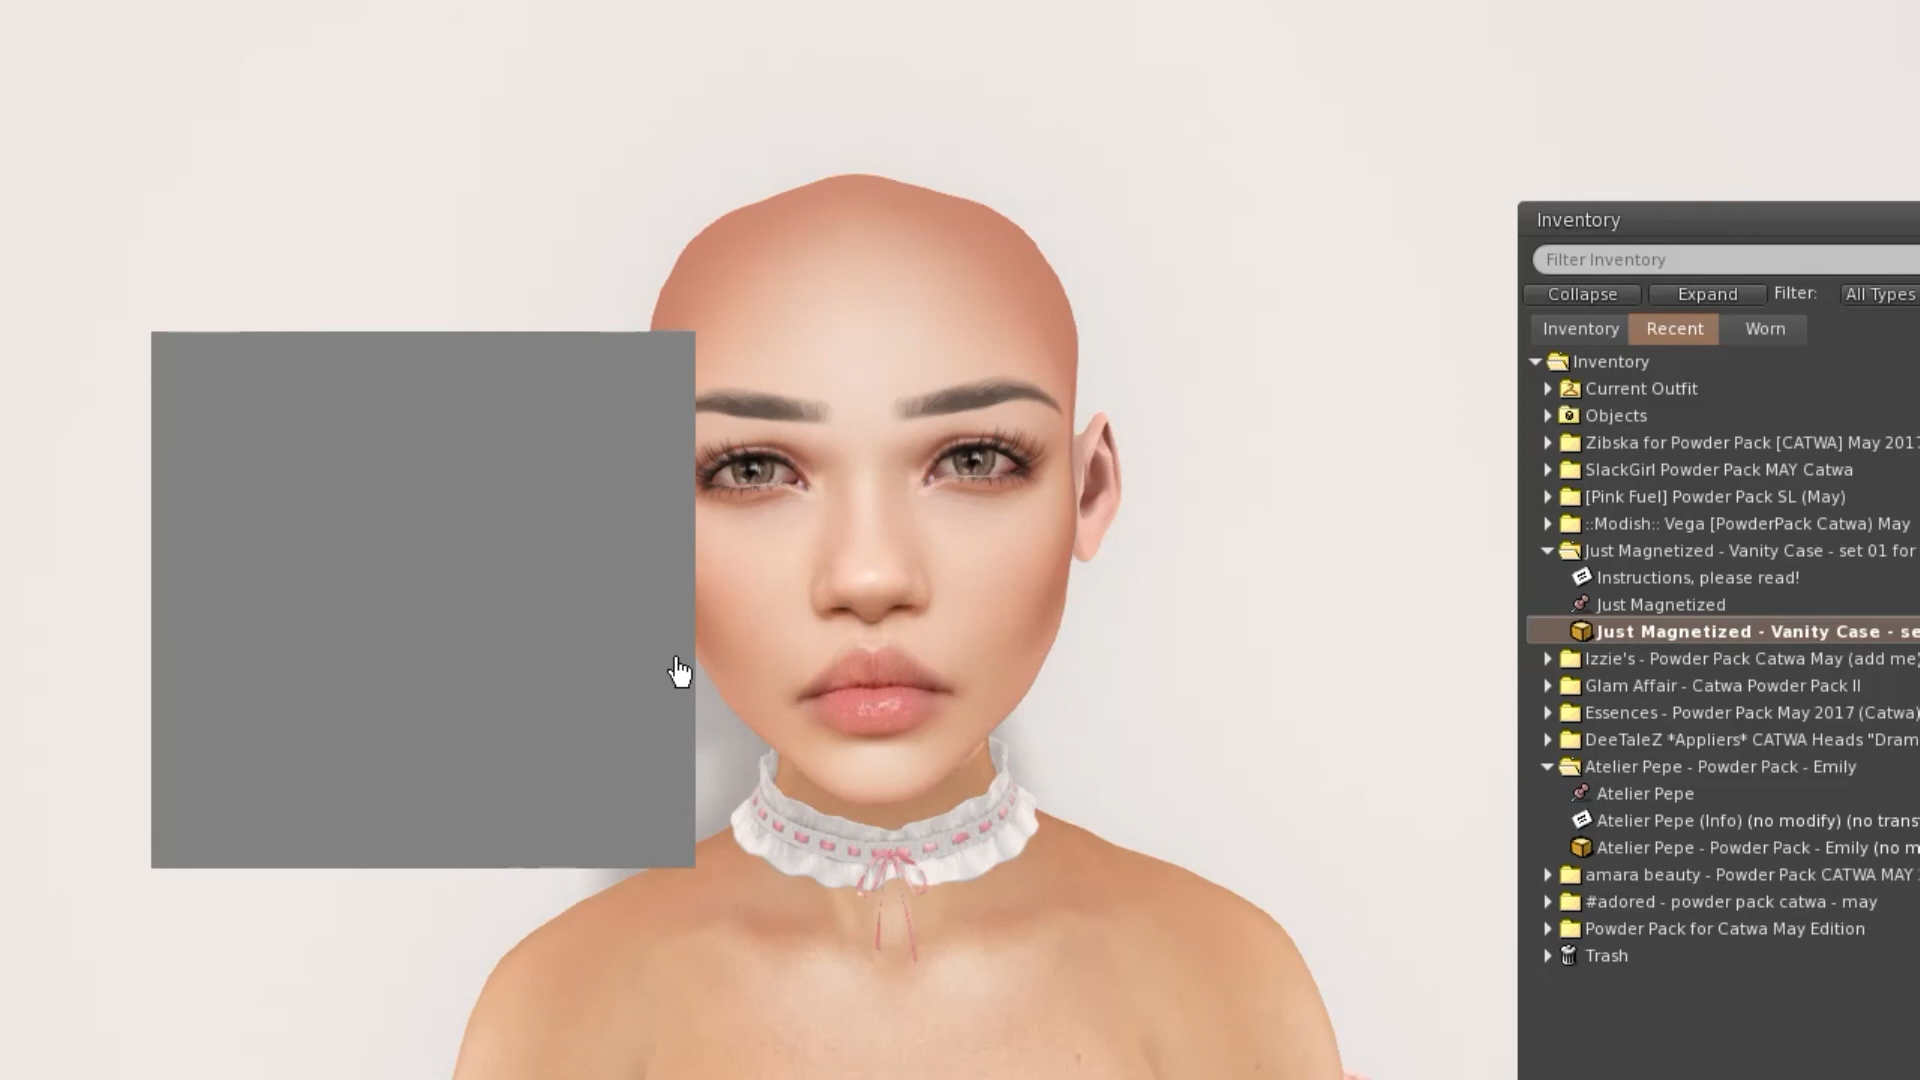 Inventory
Filter Inventory
Collapse Expand Filter: All Types
Inventory Recent Worn
Inventory
Current Outfit
Objects
Zibska for Powder Pack [CATWA] May 2017
SlackGirl Powder Pack MAY Catwa
[Pink Fuel] Powder Pack SL (May)
::Modish:: Vega [PowderPack Catwa) May
Just Magnetized - Vanity Case - set 01 for
Instructions, please read!
Just Magnetized
Just Magnetized - Vanity Case - se
Izzie's - Powder Pack Catwa May (add me)
Glam Affair - Catwa Powder Pack II
Essences - Powder Pack May 2017 (Catwa)
DeeTaleZ *Appliers* CATWA Heads "Dram
Atelier Pepe - Powder Pack - Emily
Atelier Pepe
Atelier Pepe (Info) (no modify) (no trans
Atelier Pepe - Powder Pack - Emily (no m
amara beauty - Powder Pack CATWA MAY
#adored - powder pack catwa - may
Powder Pack for Catwa May Edition
Trash